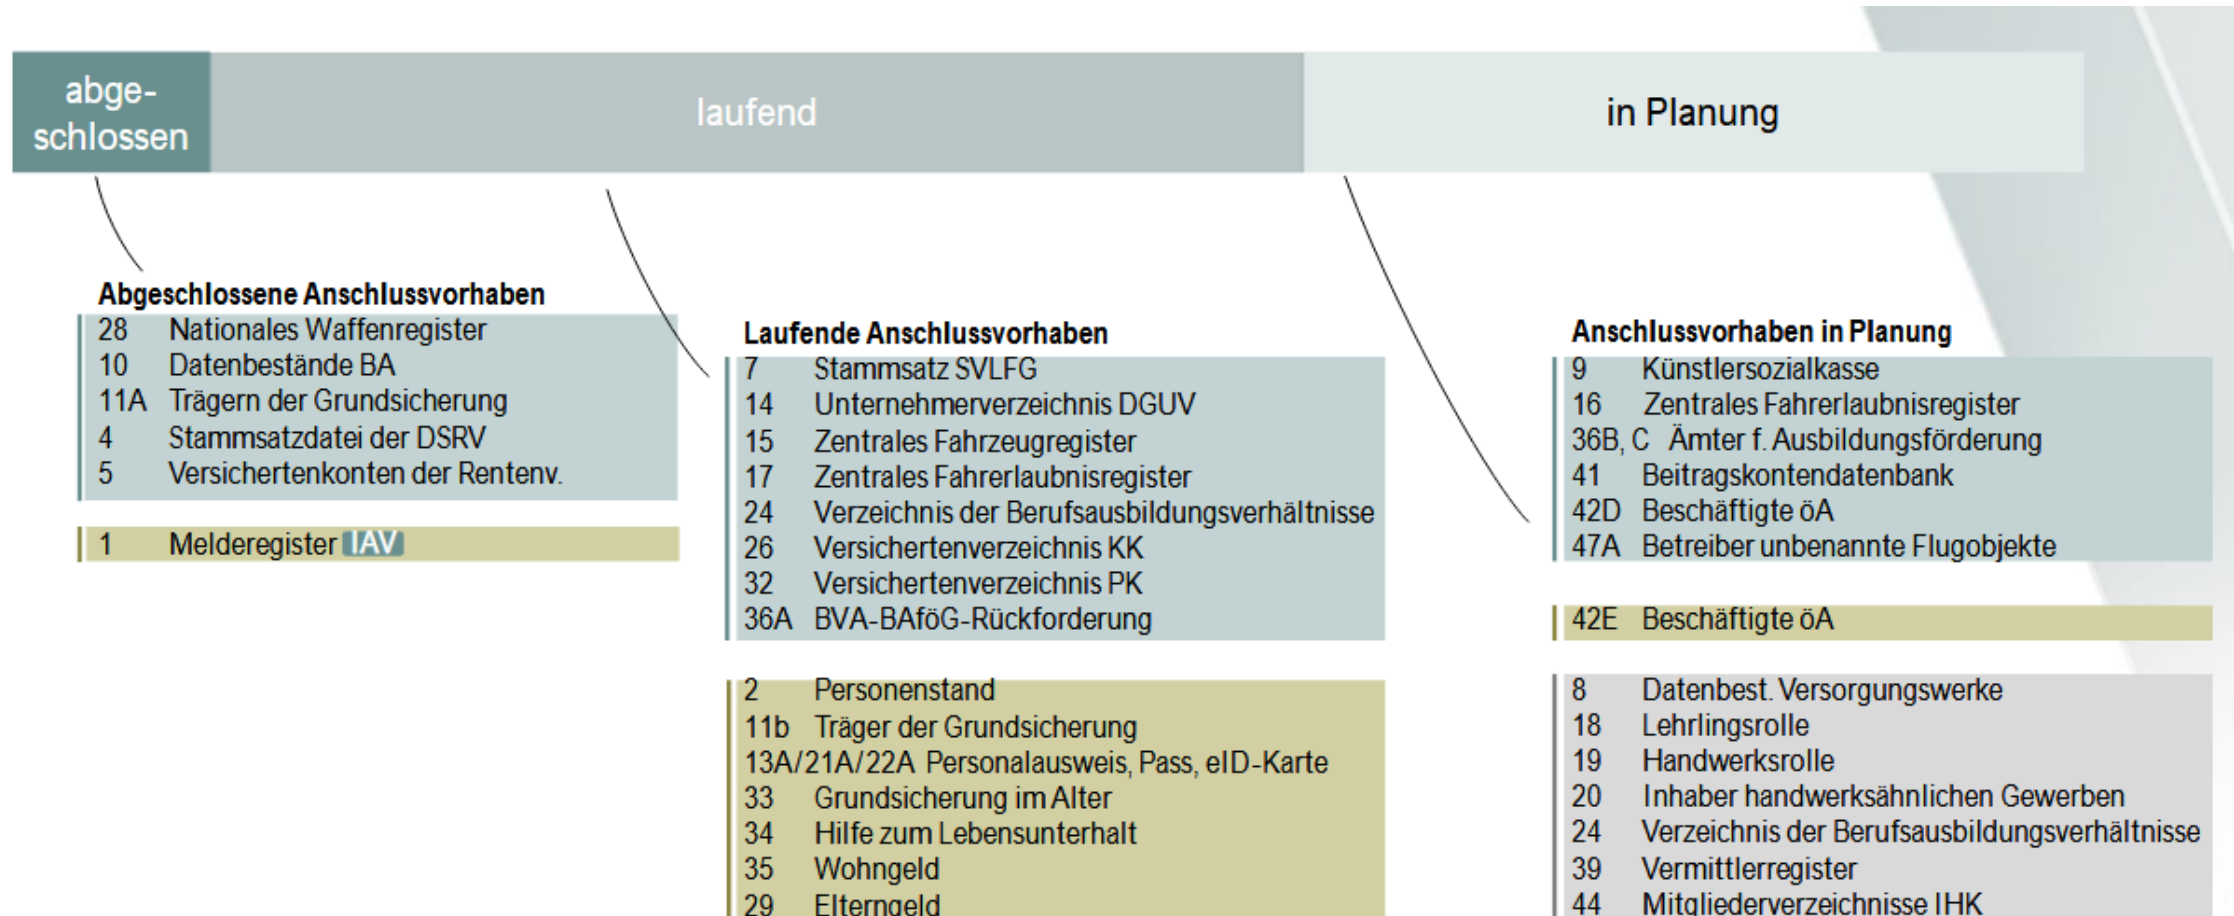 abge-
schlossen
laufend
in Planung
Abgeschlossene Anschlussvorhaben
28 Nationales Waffenregister
10 Datenbestände BA
11A Trägern der Grundsicherung
4 Stammsatzdatei der DSRV
5 Versichertenkonten der Rentenv.
1 Melderegister IAV
Laufende Anschlussvorhaben
7 Stammsatz SVLFG
14 Unternehmerverzeichnis DGUV
15 Zentrales Fahrzeugregister
17 Zentrales Fahrerlaubnisregister
24 Verzeichnis der Berufsausbildungsverhältnisse
26 Versichertenverzeichnis KK
32 Versichertenverzeichnis PK
36A BVA-BAföG-Rückforderung
2 Personenstand
11b Träger der Grundsicherung
13A/21A/22A Personalausweis, Pass, eID-Karte
33 Grundsicherung im Alter
34 Hilfe zum Lebensunterhalt
35 Wohngeld
29 Elterngeld
Anschlussvorhaben in Planung
9 Künstlersozialkasse
16 Zentrales Fahrerlaubnisregister
36B, C Ämter f. Ausbildungsförderung
41 Beitragskontendatenbank
42D Beschäftigte öA
47A Betreiber unbenannte Flugobjekte
42E Beschäftigte öA
8 Datenbest. Versorgungswerke
18 Lehrlingsrolle
19 Handwerksrolle
20 Inhaber handwerksähnlichen Gewerben
24 Verzeichnis der Berufsausbildungsverhältnisse
39 Vermittlerregister
44 Mitgliederverzeichnisse IHK